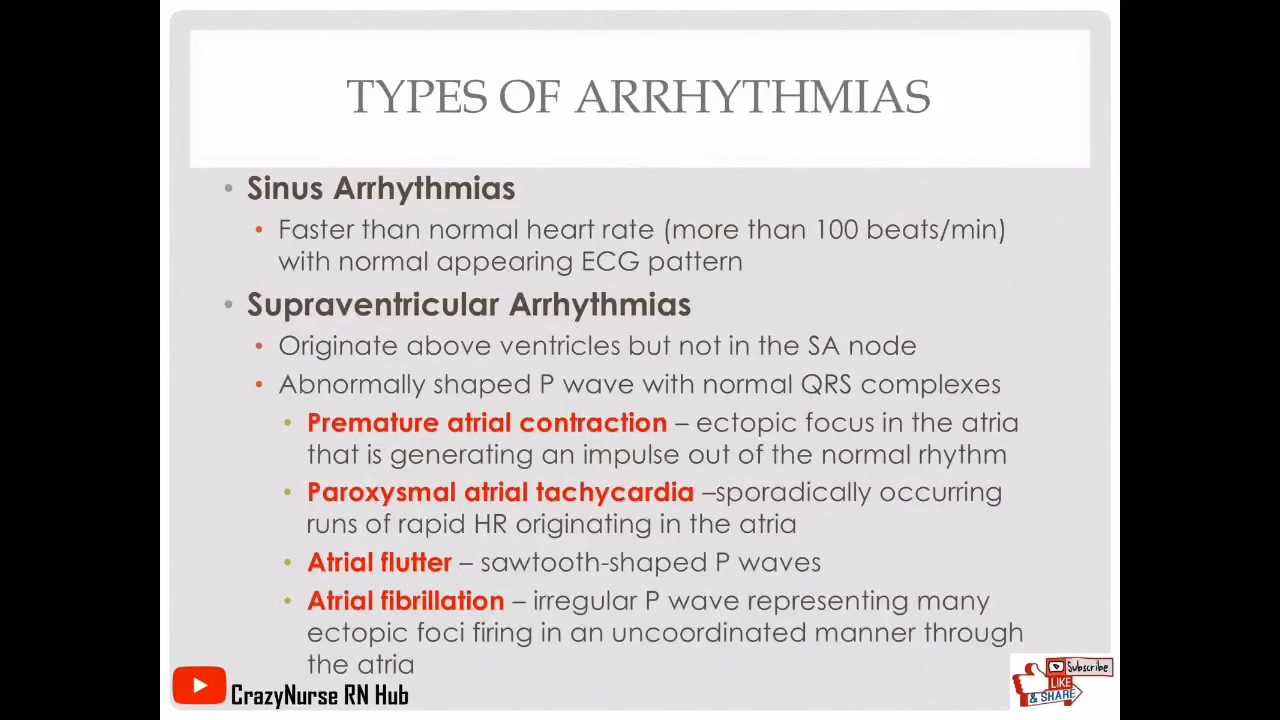 TYPES OF ARRHYTHMIAS
• Sinus Arrhythmias
• Faster than normal heart rate (more than 100 beats/min)
with normal appearing ECG pattern
• Supraventricular Arrhythmias
• Originate above ventricles but not in the SA node
• Abnormally shaped P wave with normal QRS complexes
• Premature atrial contraction – ectopic focus in the atria
that is generating an impulse out of the normal rhythm
• Paroxysmal atrial tachycardia –sporadically occurring
runs of rapid HR originating in the atria
• Atrial flutter – sawtooth-shaped P waves
• Atrial fibrillation – irregular P wave representing many
ectopic foci firing in an uncoordinated manner through
the atria
CrazyNurse RN Hub
Subscribe
LIKE
& SHARE